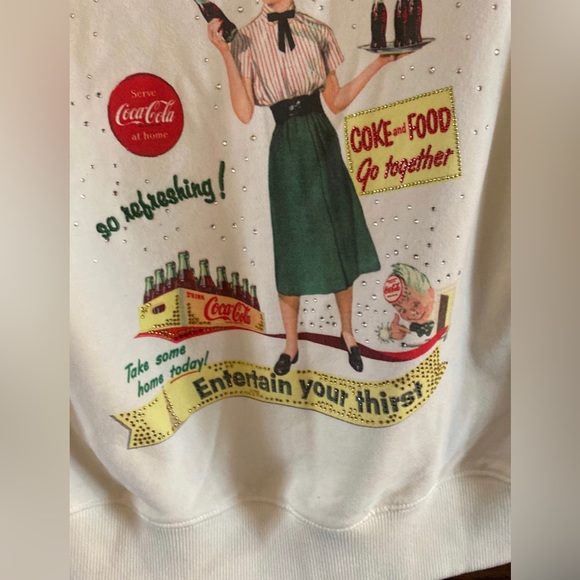 Serve
Coca-Cola
at home
COKE and FOOD
Go together
so refreshing!
DRINK
Coca-Cola
Take some
home today!
Entertain your thirst